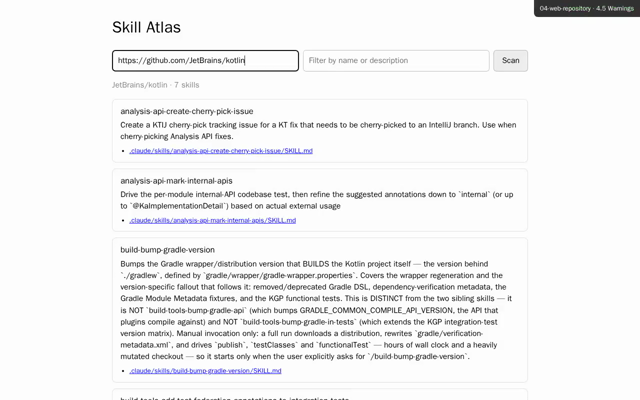 04-web-repository · 4.5 Warnings
Skill Atlas
https://github.com/JetBrains/kotlin
Filter by name or description
Scan
JetBrains/kotlin · 7 skills
analysis-api-create-cherry-pick-issue
Create a KTIJ cherry-pick tracking issue for a KT fix that needs to be cherry-picked to an IntelliJ branch. Use when
cherry-picking Analysis API fixes.
.claude/skills/analysis-api-create-cherry-pick-issue/SKILL.md
analysis-api-mark-internal-apis
Drive the per-module internal-API codebase test, then refine the suggested annotations down to `internal` (or up
to `@KaImplementationDetail`) based on actual external usage
.claude/skills/analysis-api-mark-internal-apis/SKILL.md
build-bump-gradle-version
Bumps the Gradle wrapper/distribution version that BUILDS the Kotlin project itself — the version behind
`./gradlew`, defined by `gradle/wrapper/gradle-wrapper.properties`. Covers the wrapper regeneration and the
version-specific fallout that follows it: removed/deprecated Gradle DSL, dependency-verification metadata, the
Gradle Module Metadata fixtures, and the KGP functional tests. This is DISTINCT from the two sibling skills — it
is NOT `build-tools-bump-gradle-api` (which bumps GRADLE_COMMON_COMPILE_API_VERSION, the API that
plugins compile against) and NOT `build-tools-bump-gradle-in-tests` (which extends the KGP integration-test
version matrix). Manual invocation only: a full run downloads a distribution, rewrites `gradle/verification-
metadata.xml`, and drives `publish`, `testClasses` and `functionalTest` — hours of wall clock and a heavily
mutated checkout — so it starts only when the user explicitly asks for `/build-bump-gradle-version`.
.claude/skills/build-bump-gradle-version/SKILL.md
build-tools-add-test-federation-annotations-to-integration-tests